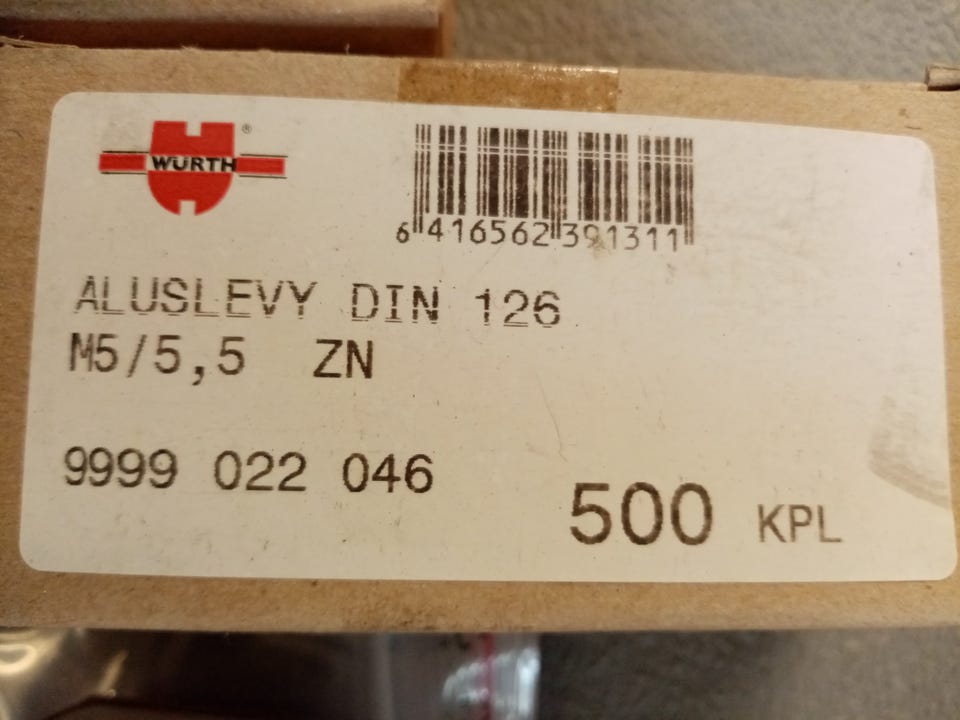 WÜRTH®
6 416562 391311
ALUSLEVY DIN 126
M5/5,5 ZN
9999 022 046
500 KPL